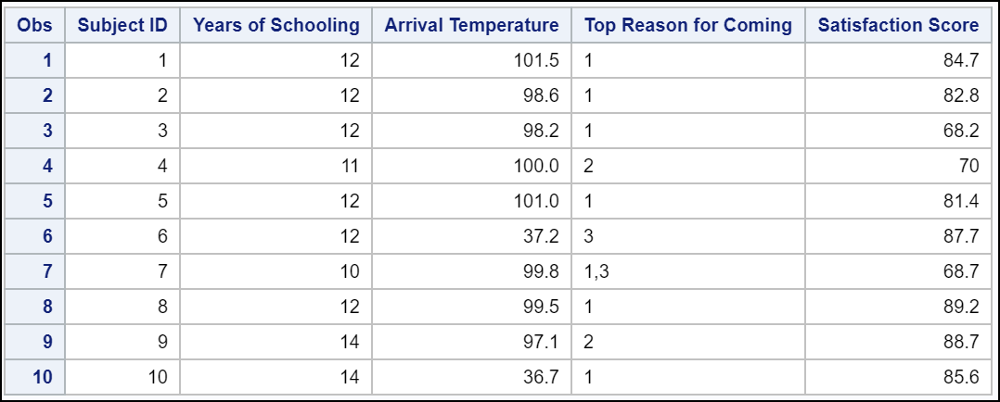 Obs Subject ID Years of Schooling Arrival Temperature Top Reason for Coming Satisfaction Score
1 1 12 101.5 1 84.7
2 2 12 98.6 1 82.8
3 3 12 98.2 1 68.2
4 4 11 100.0 2 70
5 5 12 101.0 1 81.4
6 6 12 37.2 3 87.7
7 7 10 99.8 1,3 68.7
8 8 12 99.5 1 89.2
9 9 14 97.1 2 88.7
10 10 14 36.7 1 85.6